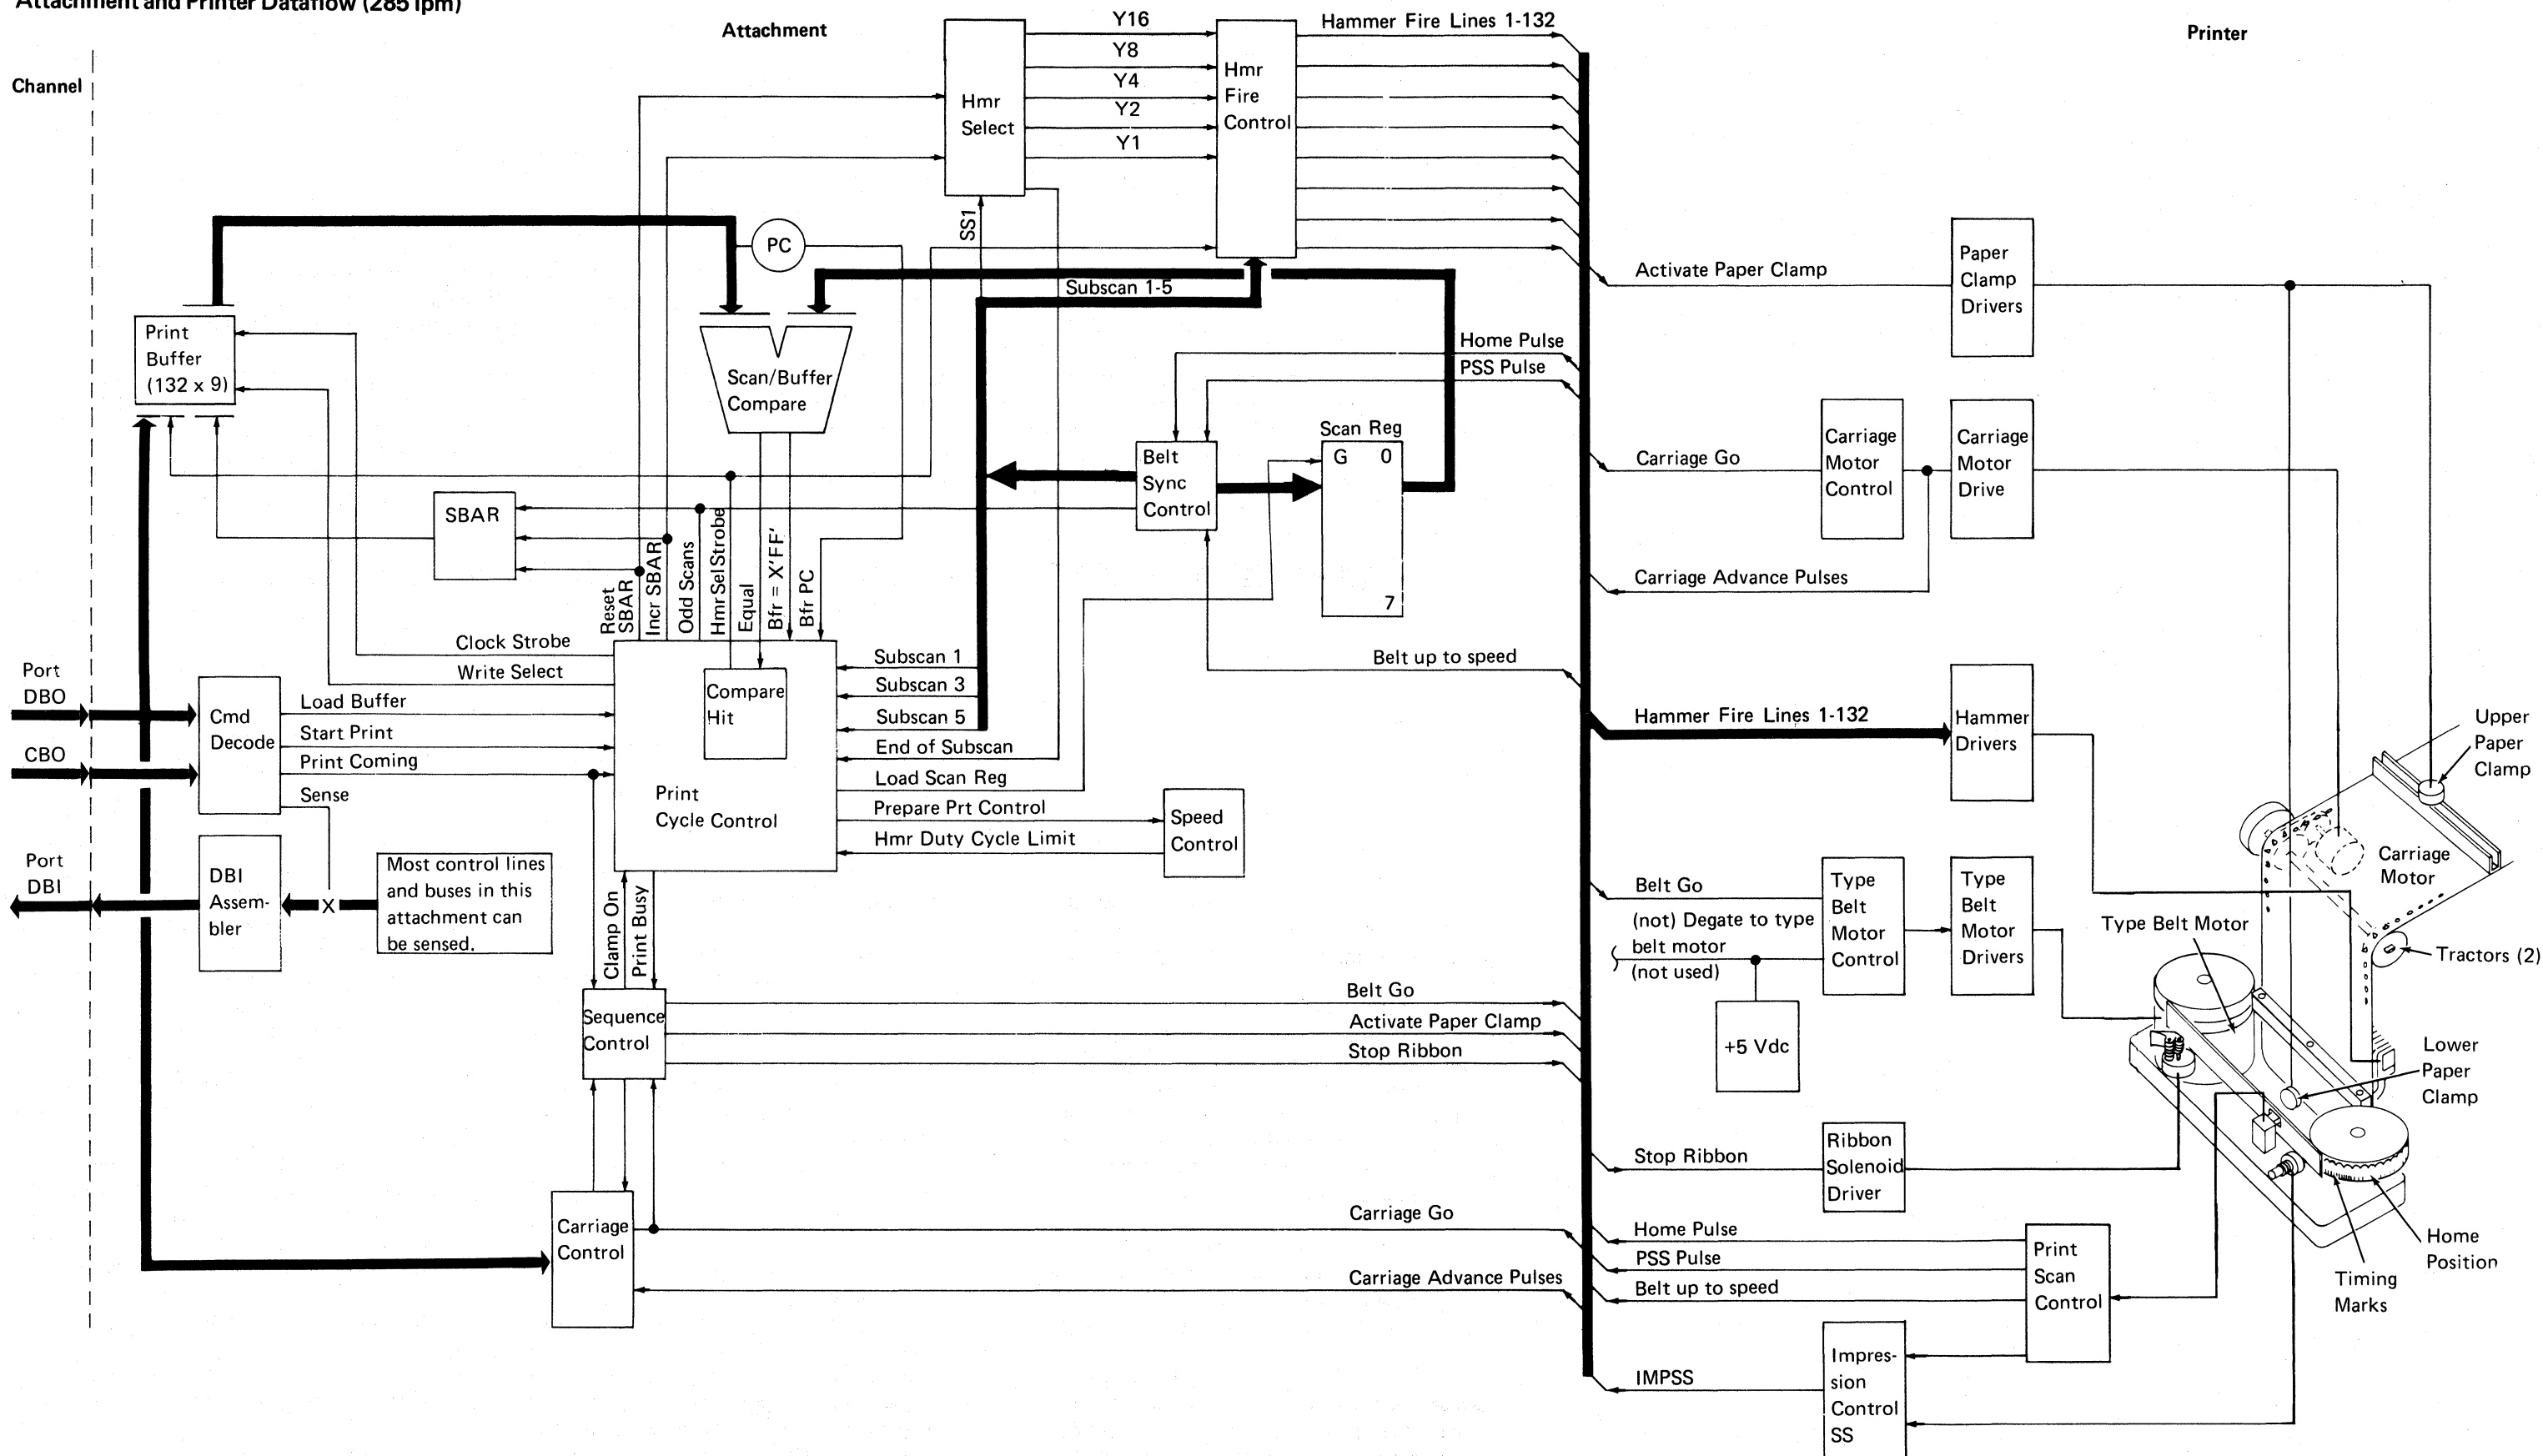 Attachment and Printer Dataflow (285 lpm)
Channel
Attachment
Printer
Hmr
Select
Y16
Y8
Y4
Y2
Y1
Hmr
Fire
Control
Hammer Fire Lines 1-132
SS1
PC
Subscan 1-5
Print
Buffer
(132 x 9)
Scan/Buffer
Compare
Home Pulse
PSS Pulse
Belt
Sync
Control
Scan Reg
G 0
7
SBAR
Reset
SBAR
Incr SBAR
Odd Scans
Hmr Sel Strobe
Equal
Bfr = X'FF'
Bfr PC
Clock Strobe
Write Select
Port
DBO
CBO
Port
DBI
Cmd
Decode
Load Buffer
Start Print
Print Coming
Sense
DBI
Assem-
bler
X
Most control lines
and buses in this
attachment can
be sensed.
Compare
Hit
Print
Cycle Control
Subscan 1
Subscan 3
Subscan 5
End of Subscan
Load Scan Reg
Prepare Prt Control
Hmr Duty Cycle Limit
Speed
Control
Belt up to speed
Clamp On
Print Busy
Sequence
Control
Belt Go
Activate Paper Clamp
Stop Ribbon
Carriage
Control
Carriage Go
Carriage Advance Pulses
Activate Paper Clamp
Paper
Clamp
Drivers
Carriage Go
Carriage
Motor
Control
Carriage
Motor
Drive
Carriage Advance Pulses
Hammer Fire Lines 1-132
Hammer
Drivers
Belt Go
(not) Degate to type
belt motor
(not used)
Type
Belt
Motor
Control
Type
Belt
Motor
Drivers
+5 Vdc
Stop Ribbon
Ribbon
Solenoid
Driver
Home Pulse
PSS Pulse
Belt up to speed
Print
Scan
Control
IMPSS
Impres-
sion
Control
SS
Upper
Paper
Clamp
Carriage
Motor
Type Belt Motor
Tractors (2)
Lower
Paper
Clamp
Home
Position
Timing
Marks